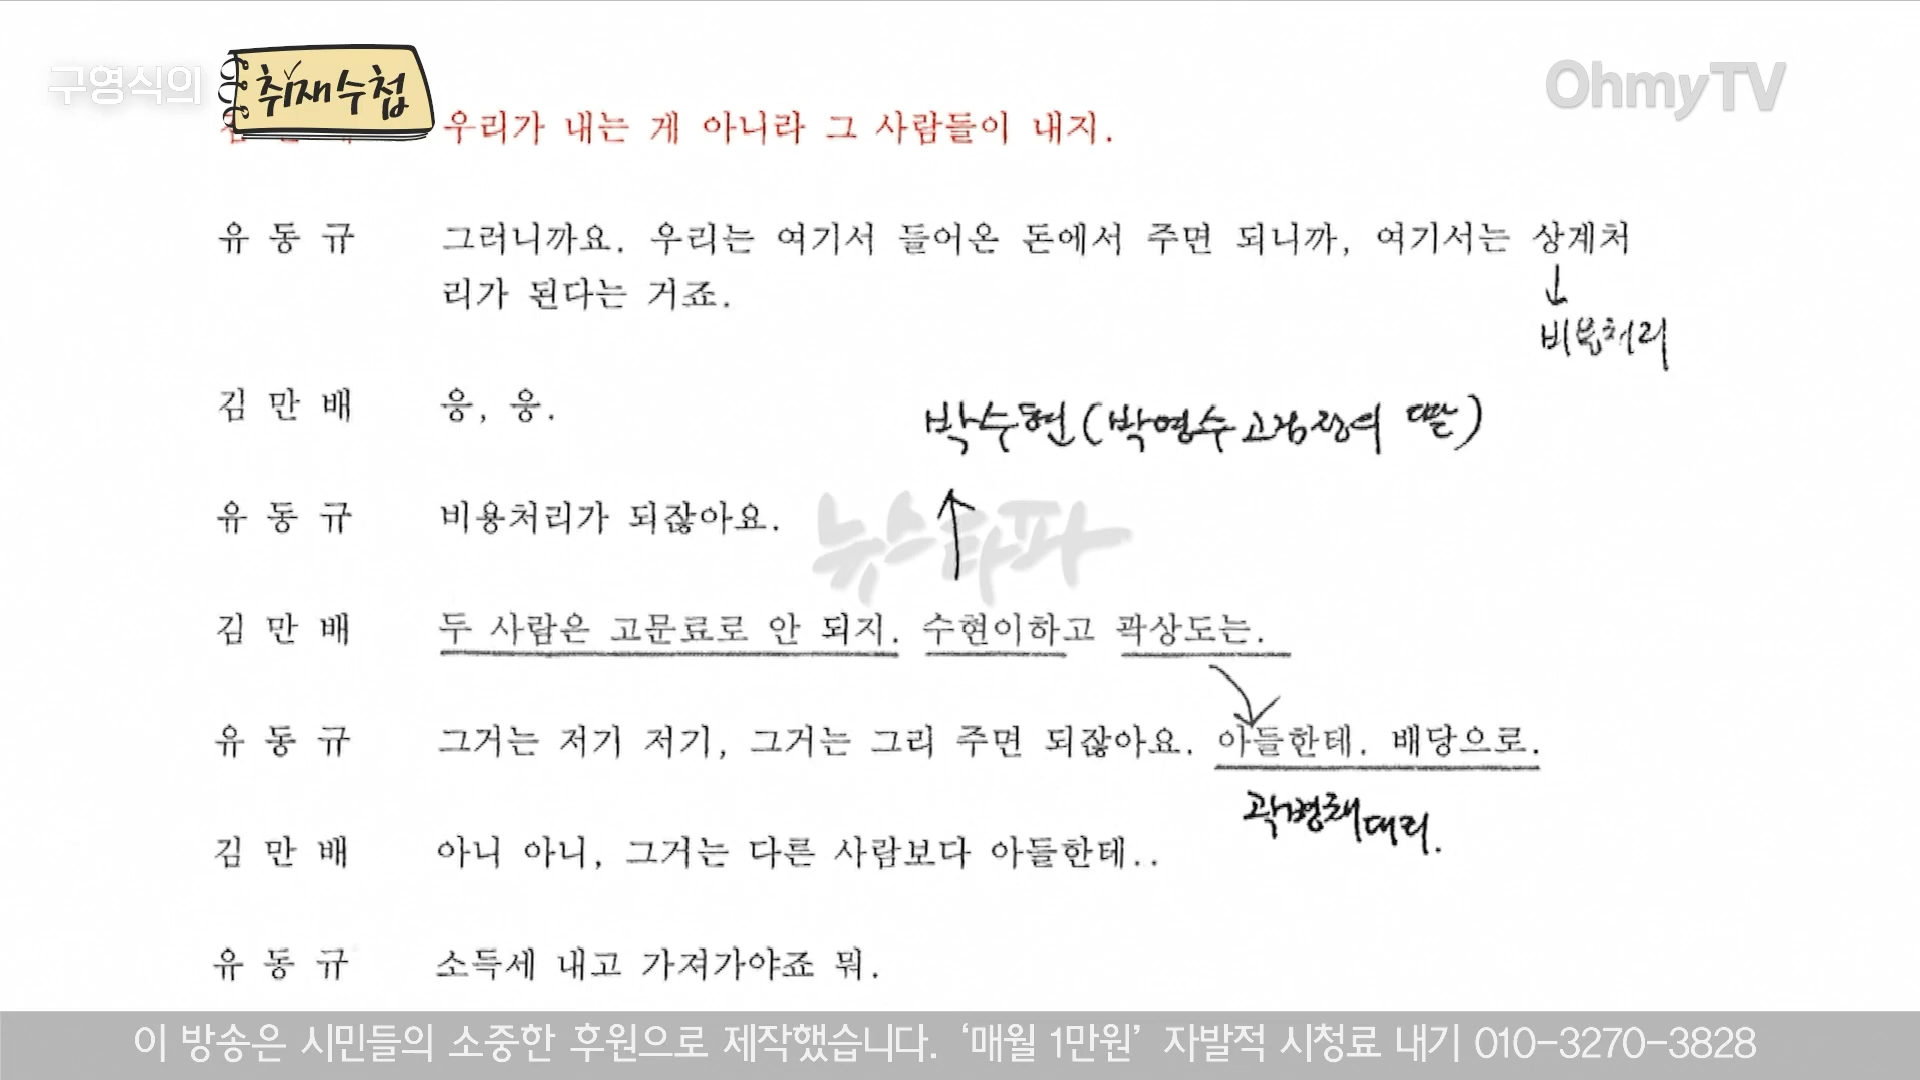 구영식의 취재수첩
OhmyTV
우리가 내는 게 아니라 그 사람들이 내지.
유 동 규 그러니까요. 우리는 여기서 들어온 돈에서 주면 되니까, 여기서는 상계처
리가 된다는 거죠.
비용처리
김 만 배 응, 웅.
박수현(박영수고검장의 딸)
유 동 규 비용처리가 되잖아요.
뉴스타파
김 만 배 두 사람은 고문료로 안 되지. 수현이하고 곽상도는.
유 동 규 그거는 저기 저기, 그거는 그리 주면 되잖아요. 아들한테. 배당으로.
곽병채대리.
김 만 배 아니 아니, 그거는 다른 사람보다 아들한테..
유 동 규 소득세 내고 가져가야죠 뭐.
이 방송은 시민들의 소중한 후원으로 제작했습니다. ‘매월 1만원’ 자발적 시청료 내기 010-3270-3828